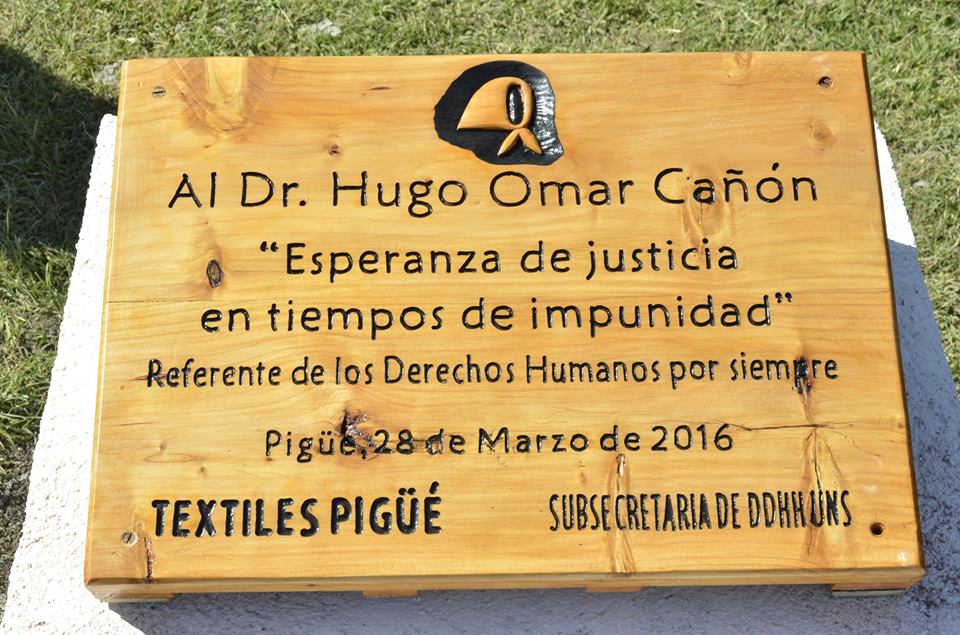 Al Dr. Hugo Omar Cañón
“Esperanza de justicia
en tiempos de impunidad”
Referente de los Derechos Humanos por siempre
Pigüe, 28 de Marzo de 2016
TEXTILES PIGÜÉ
SUBSECRETARIA DE DDHH UNS